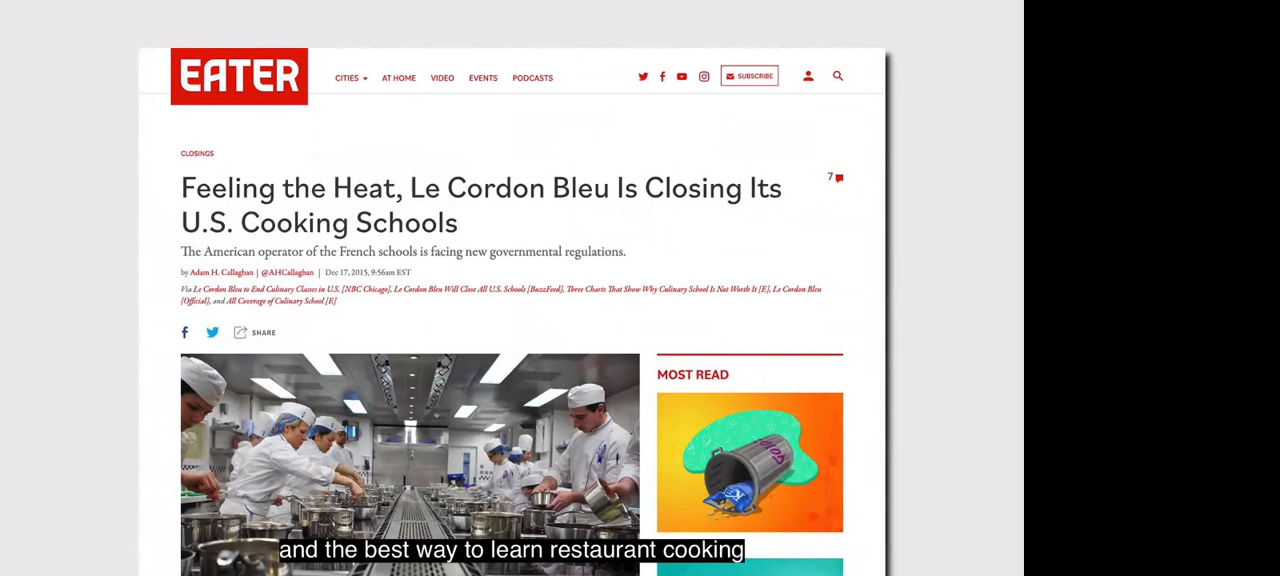 EATER
CITIES AT HOME VIDEO EVENTS PODCASTS
SUBSCRIBE
CLOSINGS
Feeling the Heat, Le Cordon Bleu Is Closing Its
U.S. Cooking Schools
7
The American operator of the French schools is facing new governmental regulations.
by Adam H. Callaghan | @AHCallaghan | Dec 17, 2015, 9:56am EST
Via Le Cordon Bleu to End Culinary Classes in U.S. [NBC Chicago], Le Cordon Bleu Will Close All U.S. Schools [BuzzFeed], Three Charts That Show Why Culinary School Is Not Worth It [E], Le Cordon Bleu
[Official], and All Coverage of Culinary School [E]
SHARE
MOST READ
and the best way to learn restaurant cooking